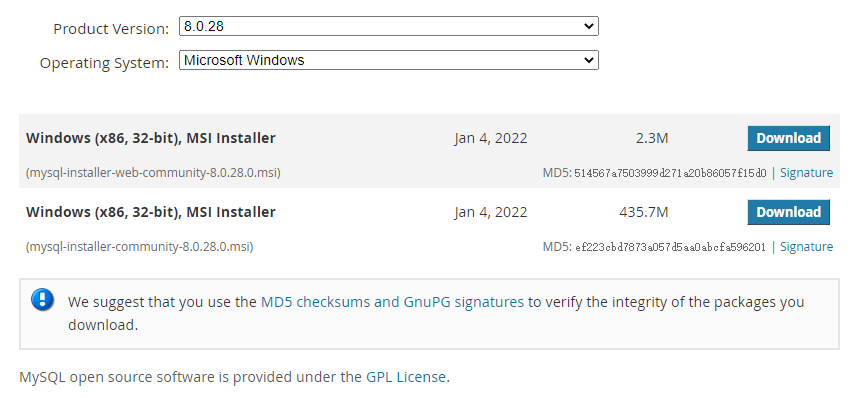 Product Version: 8.0.28
Operating System: Microsoft Windows
Windows (x86, 32-bit), MSI Installer Jan 4, 2022 2.3M Download
(mysql-installer-web-community-8.0.28.0.msi) MD5: 514567a7503999d271a20b86057f15d0 | Signature
Windows (x86, 32-bit), MSI Installer Jan 4, 2022 435.7M Download
(mysql-installer-community-8.0.28.0.msi) MD5: ef223cbd7873a057d5aa0abcfa596201 | Signature
We suggest that you use the MD5 checksums and GnuPG signatures to verify the integrity of the packages you
download.
MySQL open source software is provided under the GPL License.